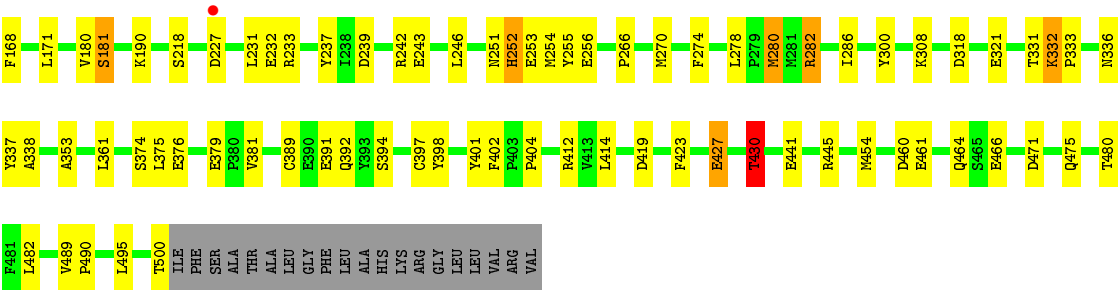 F168 L171 V180 S181 K190 S218 D227 L231 E232 R233 Y237 I238 D239 R242 E243 L246 N251 H252 E253 M254 Y255 E256 P266 M270 F274 L278 P279 M280 M281 R282 I286 Y300 K308 D318 E321 T331 K332 P333 N336
Y337 A338 A353 L361 S374 L375 E376 E379 P380 V381 C389 E390 E391 Q392 Y393 S394 C397 Y398 Y401 F402 P403 P404 R412 V413 L414 D419 F423 E427 T430 E441 R445 M454 D460 E461 Q464 S465 E466 D471 Q475 T480
F481 L482 V489 P490 L495 T500 ILE PHE SER ALA THR ALA LEU GLY PHE LEU ALA HIS LYS ARG GLY LEU LEU VAL ARG VAL